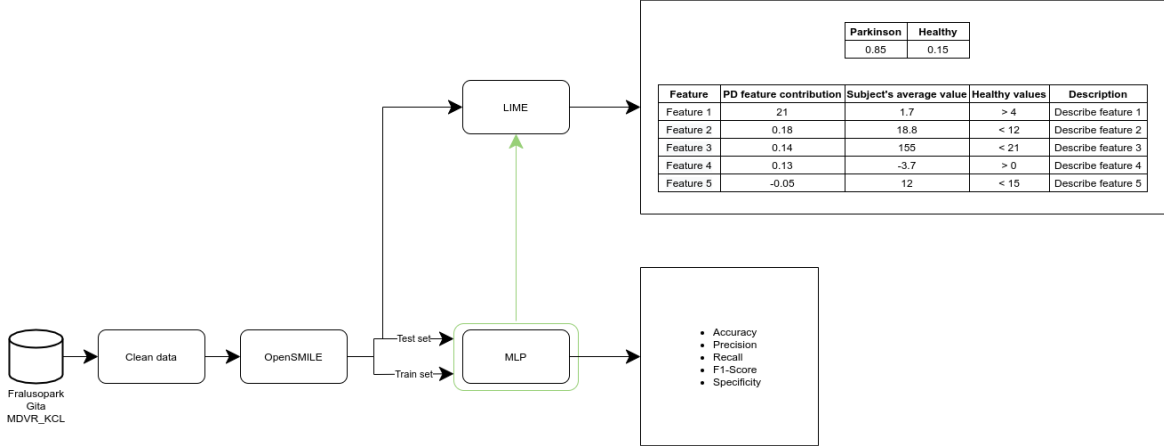 Parkinson Healthy
0.85 0.15
Feature PD feature contribution Subject's average value Healthy values Description
Feature 1 21 1.7 > 4 Describe feature 1
Feature 2 0.18 18.8 < 12 Describe feature 2
Feature 3 0.14 155 < 21 Describe feature 3
Feature 4 0.13 -3.7 > 0 Describe feature 4
Feature 5 -0.05 12 < 15 Describe feature 5
LIME
Fralusopark
Gita
MDVR_KCL
Clean data
OpenSMILE
Test set
Train set
MLP
• Accuracy
• Precision
• Recall
• F1-Score
• Specificity